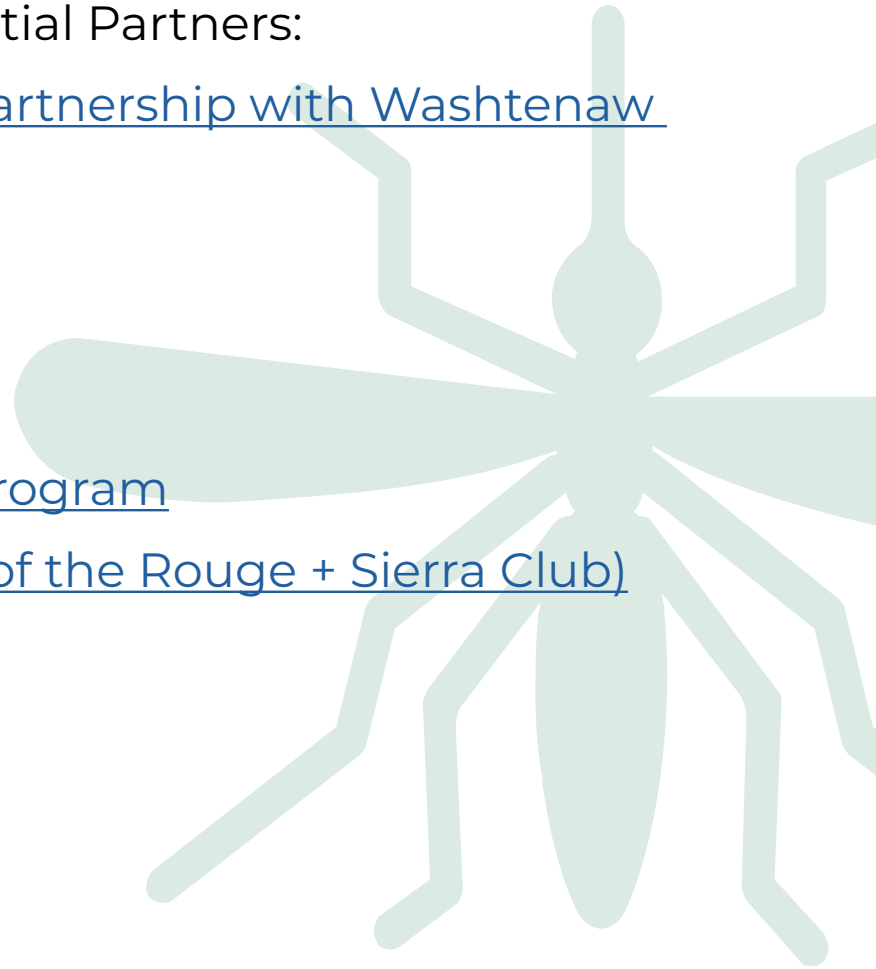 tial Partners:
artnership with Washtenaw
rogram
of the Rouge + Sierra Club)